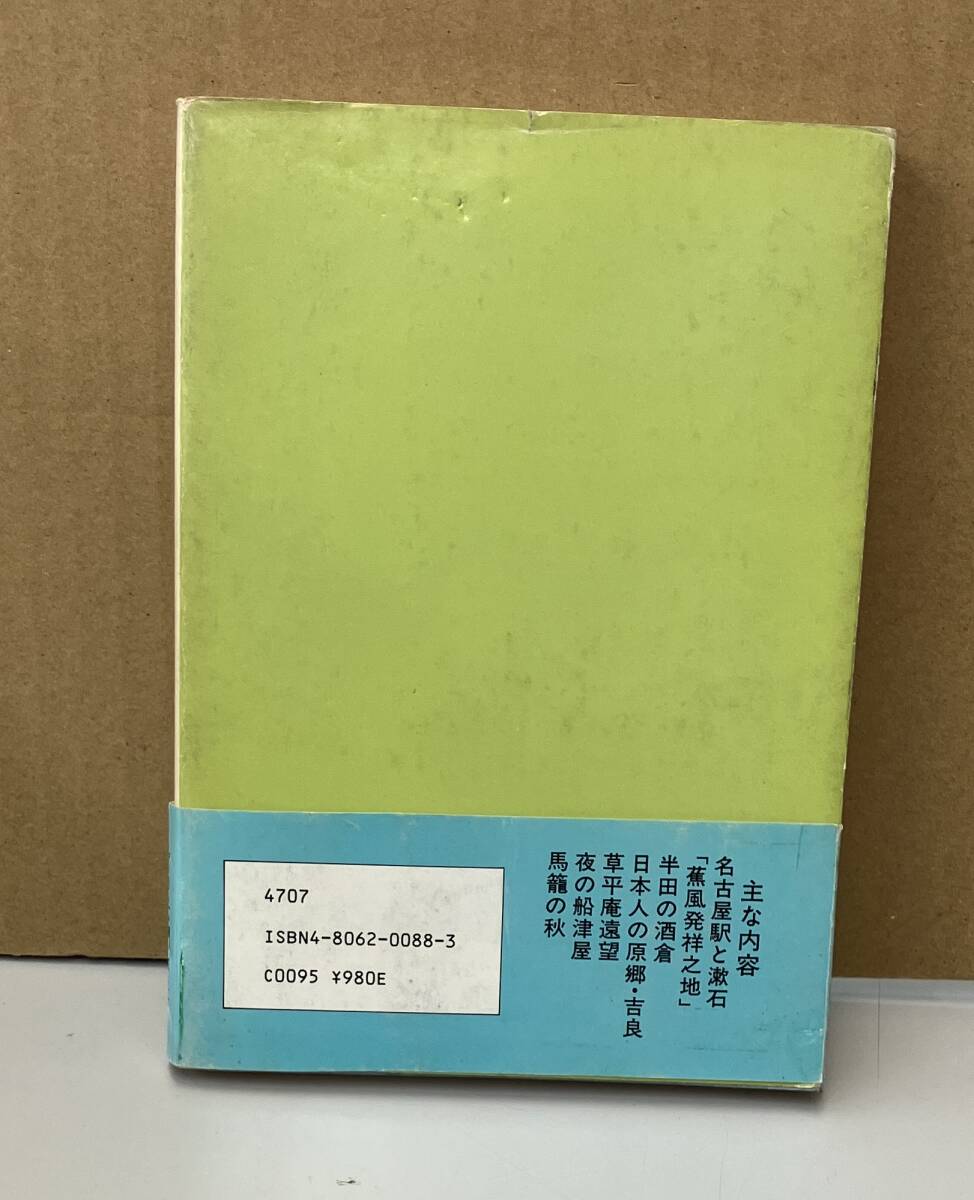 主な内容
名古屋駅と漱石
「蕉風発祥之地」
半田の酒倉
日本人の原郷・吉良
草平庵遠望
夜の船津屋
馬籠の秋
4707
ISBN4-8062-0088-3
C0095 ¥980E